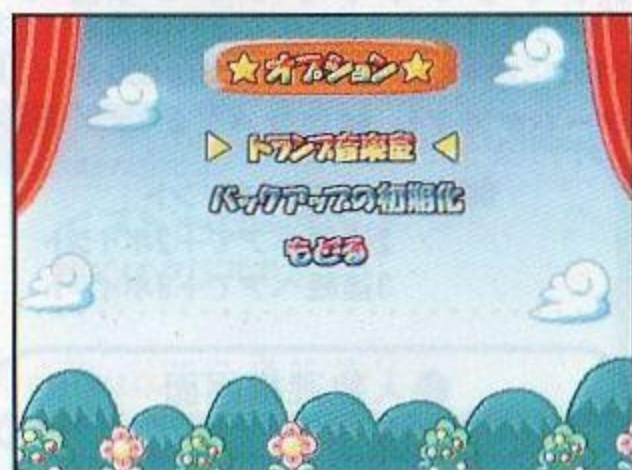 ★オプション★
▷ トランプ音楽室 ◁
バックアップの初期化
もどる